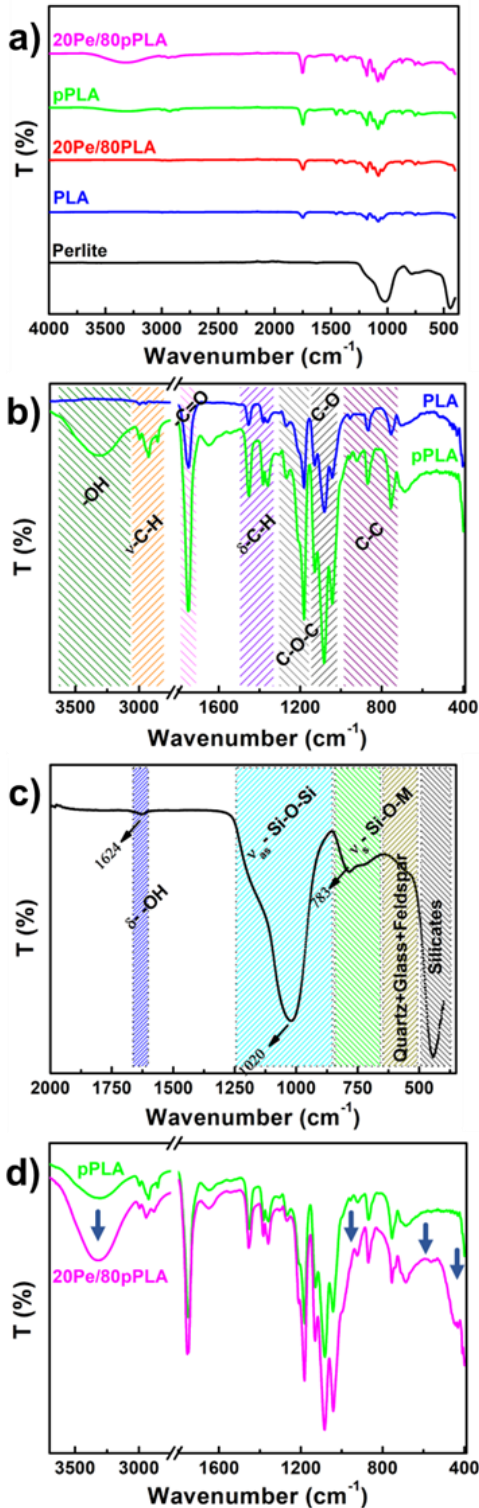 a)
T (%)
20Pe/80pPLA
pPLA
20Pe/80PLA
PLA
Perlite
4000 3500 3000 2500 2000 1500 1000 500
Wavenumber (cm-1)
b)
T (%)
-OH
ν-C-H
-C=O
δ-C-H
C-O-C
C-O
C-C
PLA
pPLA
3500 3000 1600 1200 800 400
Wavenumber (cm-1)
c)
T (%)
1624
δ- -OH
νas- Si-O-Si
1020
783
νs- Si-O-M
Quartz+Glass+Feldspar
Silicates
2000 1750 1500 1250 1000 750 500
Wavenumber (cm-1)
d)
T (%)
pPLA
20Pe/80pPLA
3500 3000 1600 1200 800 400
Wavenumber (cm-1)